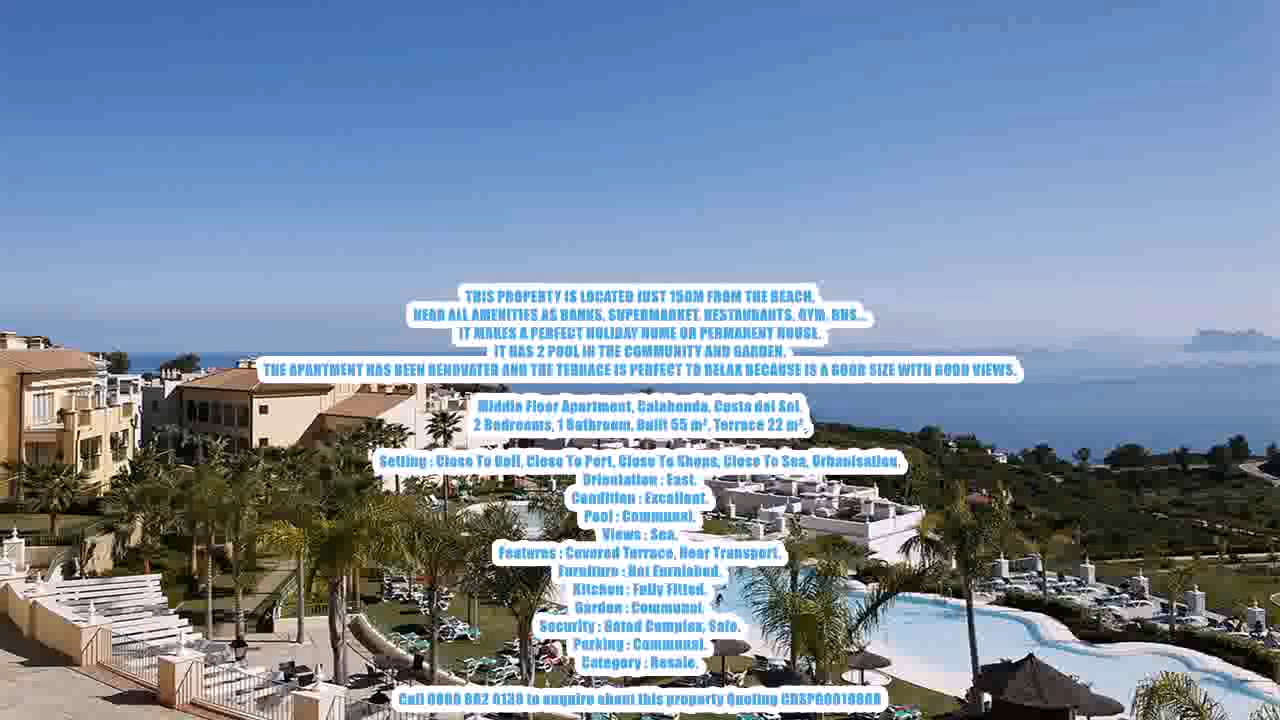 THIS PROPERTY IS LOCATED JUST 150M FROM THE BEACH,
NEAR ALL AMENITIES AS BANKS, SUPERMARKET, RESTAURANTS, GYM, BUS...
IT MAKES A PERFECT HOLIDAY HOME OR PERMANENT HOUSE.
IT HAS 2 POOL IN THE COMMUNITY AND GARDEN.
THE APARTMENT HAS BEEN RENOVATER AND THE TERRACE IS PERFECT TO RELAX BECAUSE IS A GOOD SIZE WITH GOOD VIEWS.
Middle Floor Apartment, Calahonda, Costa del Sol.
2 Bedrooms, 1 Bathroom, Built 55 m², Terrace 22 m².
Setting : Close To Golf, Close To Port, Close To Shops, Close To Sea, Urbanisation.
Orientation : East.
Condition : Excellent.
Pool : Communal.
Views : Sea.
Features : Covered Terrace, Near Transport.
Furniture : Not Furnished.
Kitchen : Fully Fitted.
Garden : Communal.
Security : Gated Complex, Safe.
Parking : Communal.
Category : Resale.
Call 0800 862 0138 to enquire about this property Quoting